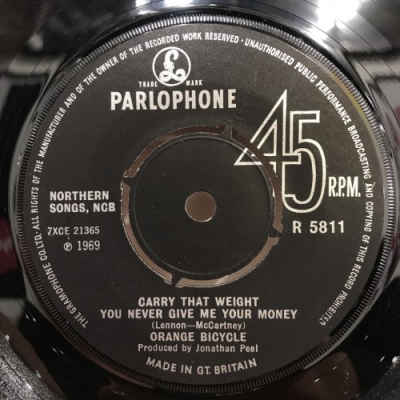 THE GRAMOPHONE CO. LTD. ALL RIGHTS OF THE MANUFACTURER AND OF THE OWNER OF THE RECORDED WORK RESERVED · UNAUTHORISED PUBLIC PERFORMANCE BROADCASTING AND COPYING OF THIS RECORD PROHIBITED
TRADE MARK
PARLOPHONE
45 R.P.M.
NORTHERN
SONGS, NCB
R 5811
7XCE 21365
℗ 1969
CARRY THAT WEIGHT
YOU NEVER GIVE ME YOUR MONEY
(Lennon—McCartney)
ORANGE BICYCLE
Produced by Jonathan Peel
MADE IN GT. BRITAIN